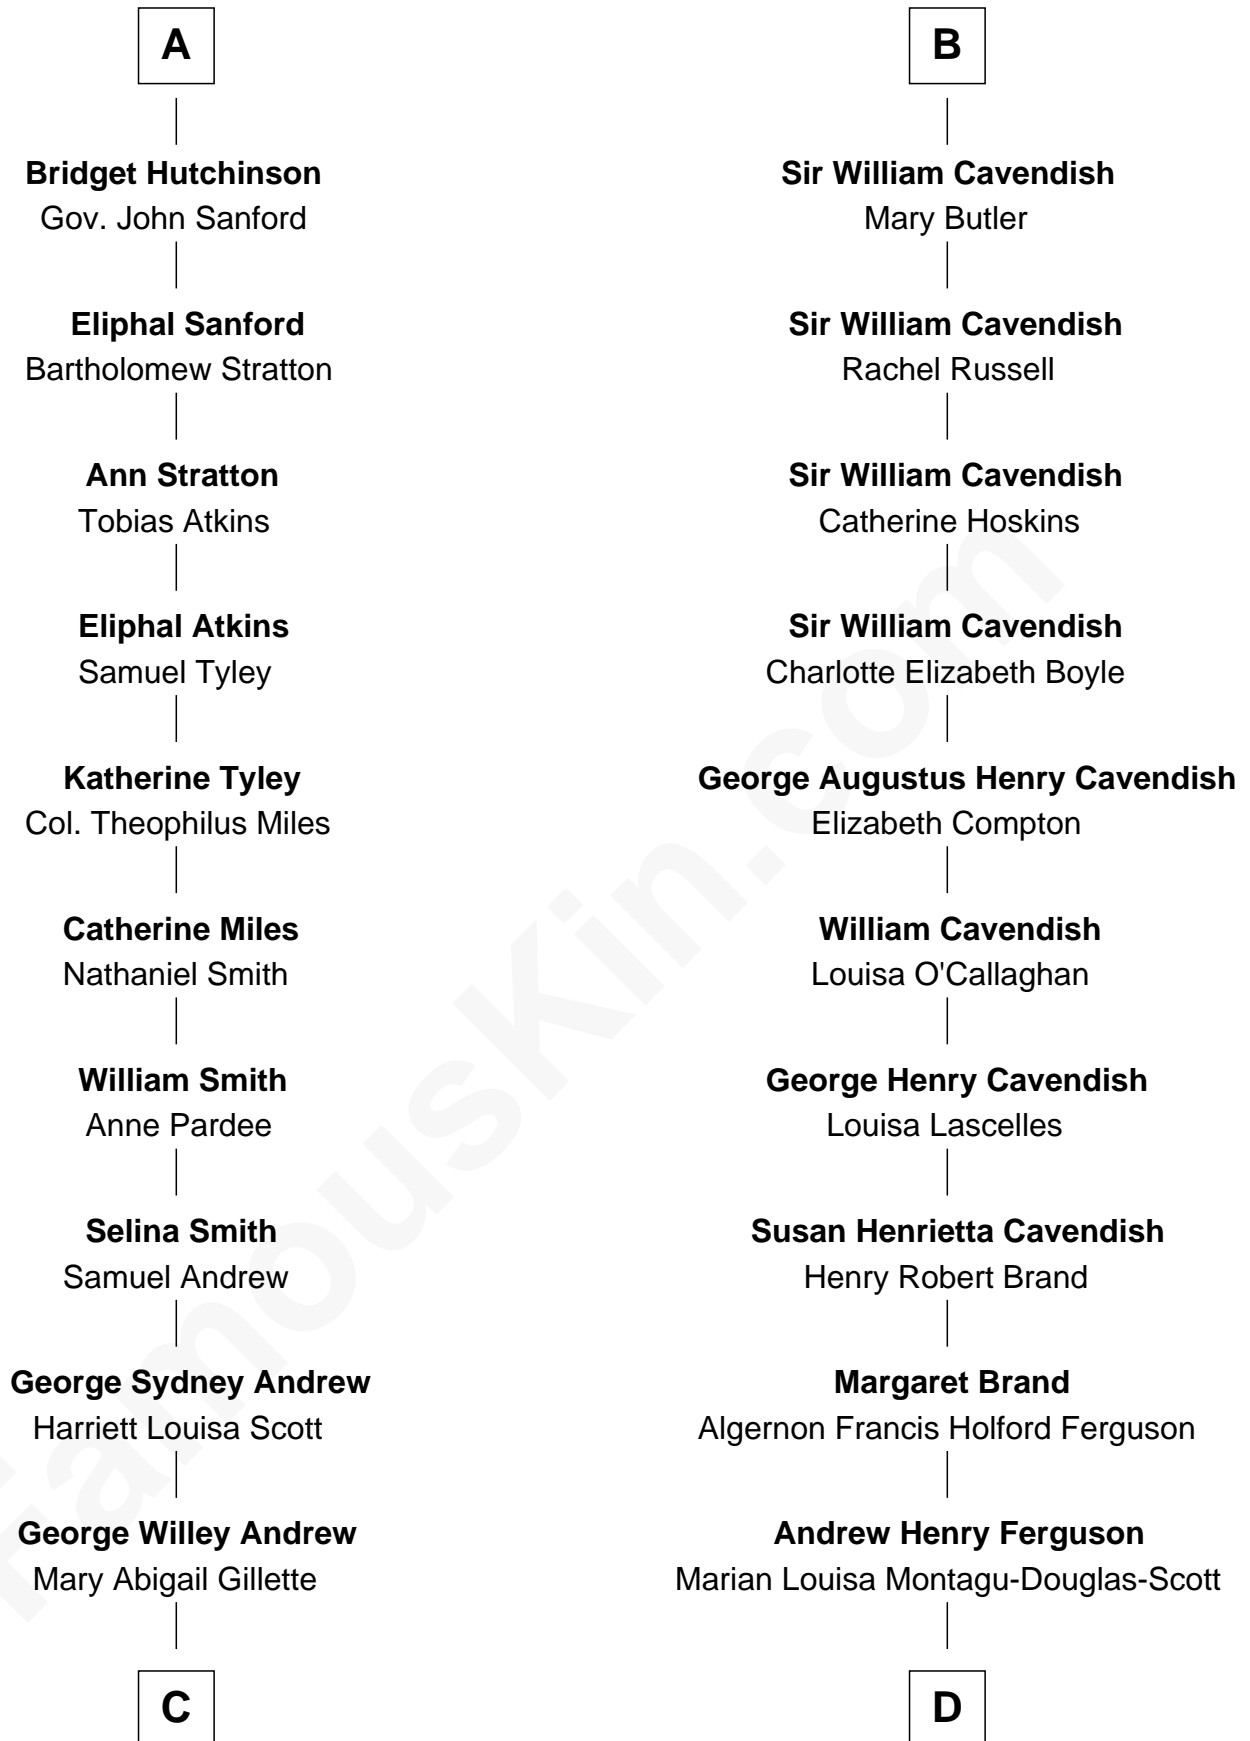 A
Bridget Hutchinson
Gov. John Sanford
Eliphal Sanford
Bartholomew Stratton
Ann Stratton
Tobias Atkins
Eliphal Atkins
Samuel Tyley
Katherine Tyley
Col. Theophilus Miles
Catherine Miles
Nathaniel Smith
William Smith
Anne Pardee
Selina Smith
Samuel Andrew
George Sydney Andrew
Harriett Louisa Scott
George Willey Andrew
Mary Abigail Gillette
C
B
Sir William Cavendish
Mary Butler
Sir William Cavendish
Rachel Russell
Sir William Cavendish
Catherine Hoskins
Sir William Cavendish
Charlotte Elizabeth Boyle
George Augustus Henry Cavendish
Elizabeth Compton
William Cavendish
Louisa O'Callaghan
George Henry Cavendish
Louisa Lascelles
Susan Henrietta Cavendish
Henry Robert Brand
Margaret Brand
Algernon Francis Holford Ferguson
Andrew Henry Ferguson
Marian Louisa Montagu-Douglas-Scott
D
FamousKin.com